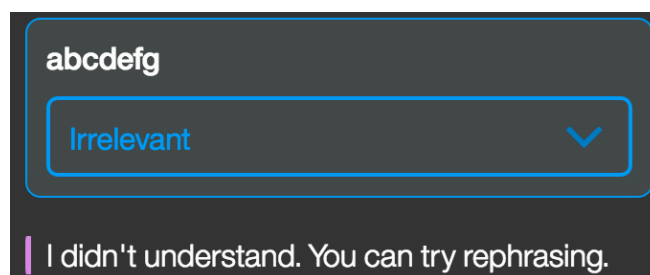 abcdefg
Irrelevant
I didn't understand. You can try rephrasing.